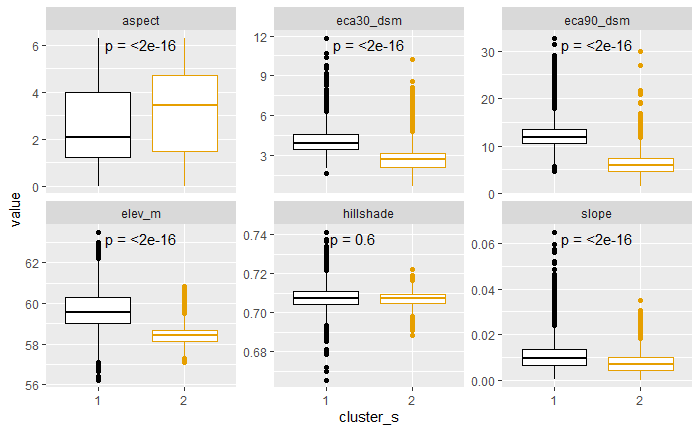 aspect eca30_dsm eca90_dsm
p = <2e-16 p = <2e-16 p = <2e-16
6 4 2 0
12 9 6 3
30 20 10 0
elev_m hillshade slope
p = <2e-16 p = 0.6 p = <2e-16
62 60 58 56
0.74 0.72 0.70 0.68
0.06 0.04 0.02 0.00
1 2 1 2 1 2
value
cluster_s